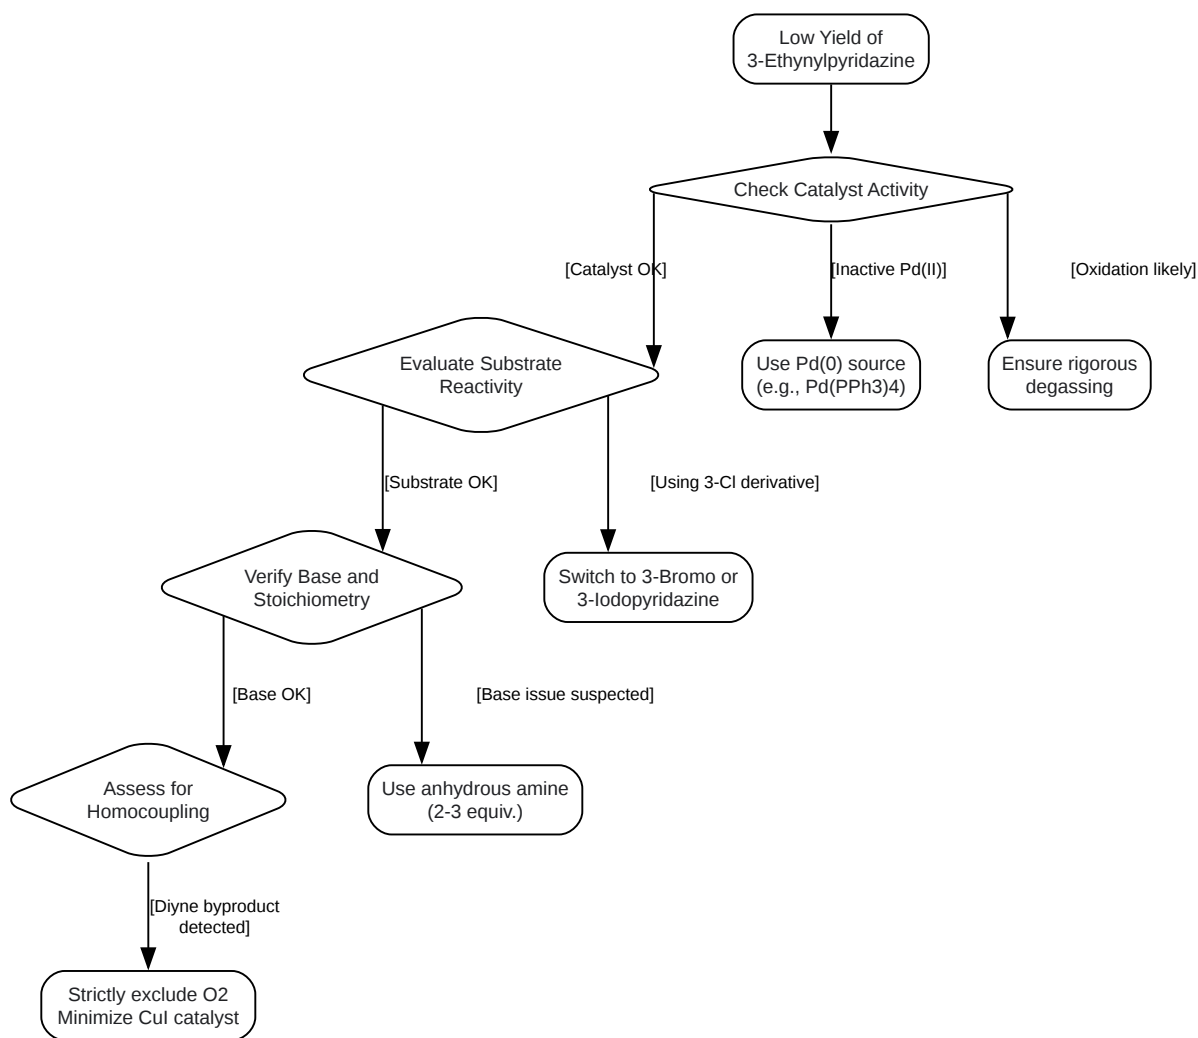 Low Yield of
3-Ethynylpyridazine
Check Catalyst Activity
[Catalyst OK]
[Inactive Pd(II)]
[Oxidation likely]
Evaluate Substrate
Reactivity
Use Pd(0) source
(e.g., Pd(PPh3)4)
Ensure rigorous
degassing
[Substrate OK]
[Using 3-Cl derivative]
Verify Base and
Stoichiometry
Switch to 3-Bromo or
3-Iodopyridazine
[Base OK]
[Base issue suspected]
Assess for
Homocoupling
Use anhydrous amine
(2-3 equiv.)
[Diyne byproduct
detected]
Strictly exclude O2
Minimize CuI catalyst